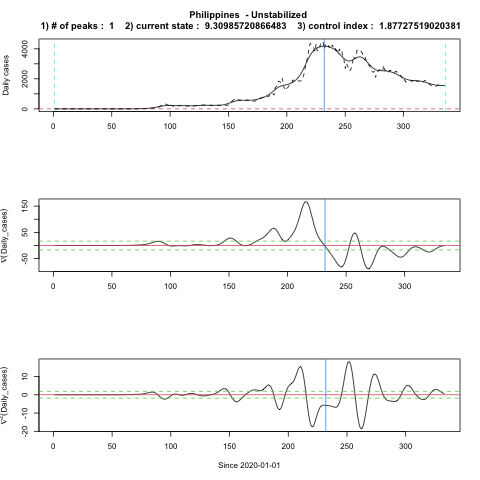 Philippines - Unstabilized
1) # of peaks : 1 2) current state : 9.30985720866483 3) control index : 1.87727519020381
Daily cases
4000
2000
0
0 50 100 150 200 250 300
∇(Daily_cases)
150
50
-50
0 50 100 150 200 250 300
∇²(Daily_cases)
10
0
-10
-20
0 50 100 150 200 250 300
Since 2020-01-01